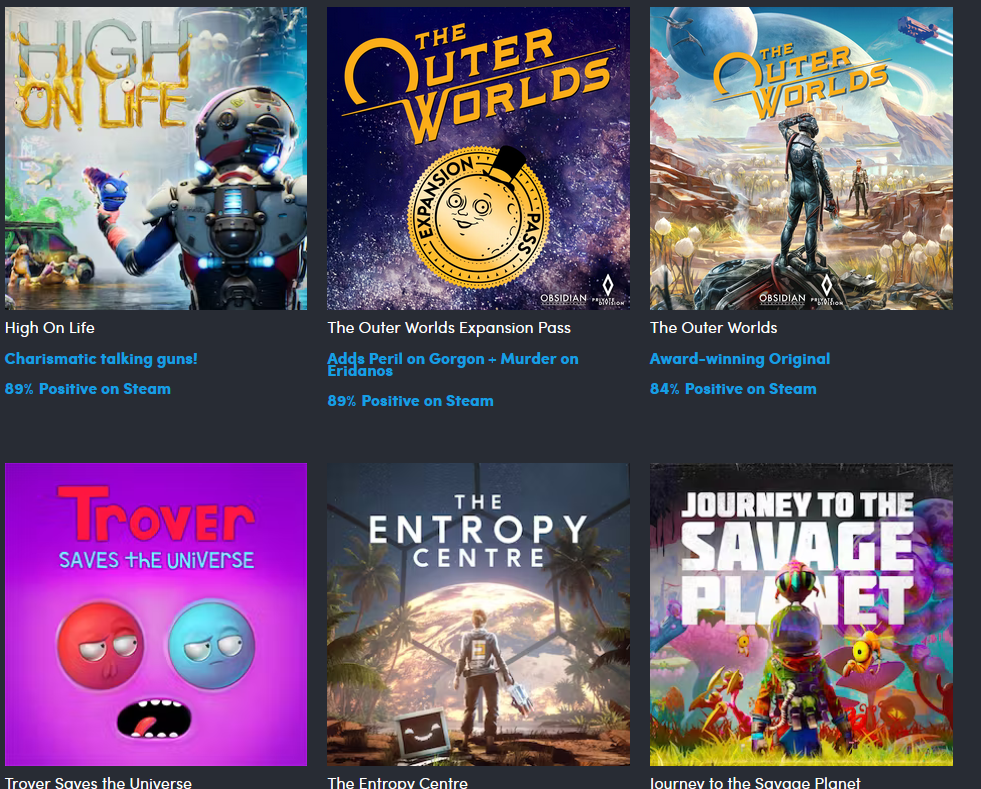 HIGH
ON LIFE
High On Life
Charismatic talking guns!
89% Positive on Steam
THE
OUTER
WORLDS
EXPANSION
PASS
OBSIDIAN
PRIVATE
DIVISION
The Outer Worlds Expansion Pass
Adds Peril on Gorgon + Murder on
Eridanos
89% Positive on Steam
THE
OUTER
WORLDS
OBSIDIAN
PRIVATE
DIVISION
The Outer Worlds
Award-winning Original
84% Positive on Steam
Trover
SAVES thE UNiVERSE
Trover Saves the Universe
THE
ENTROPY
CENTRE
The Entropy Centre
JOURNEY TO THE
SAVAGE
PLANET
Journey to the Savage Planet